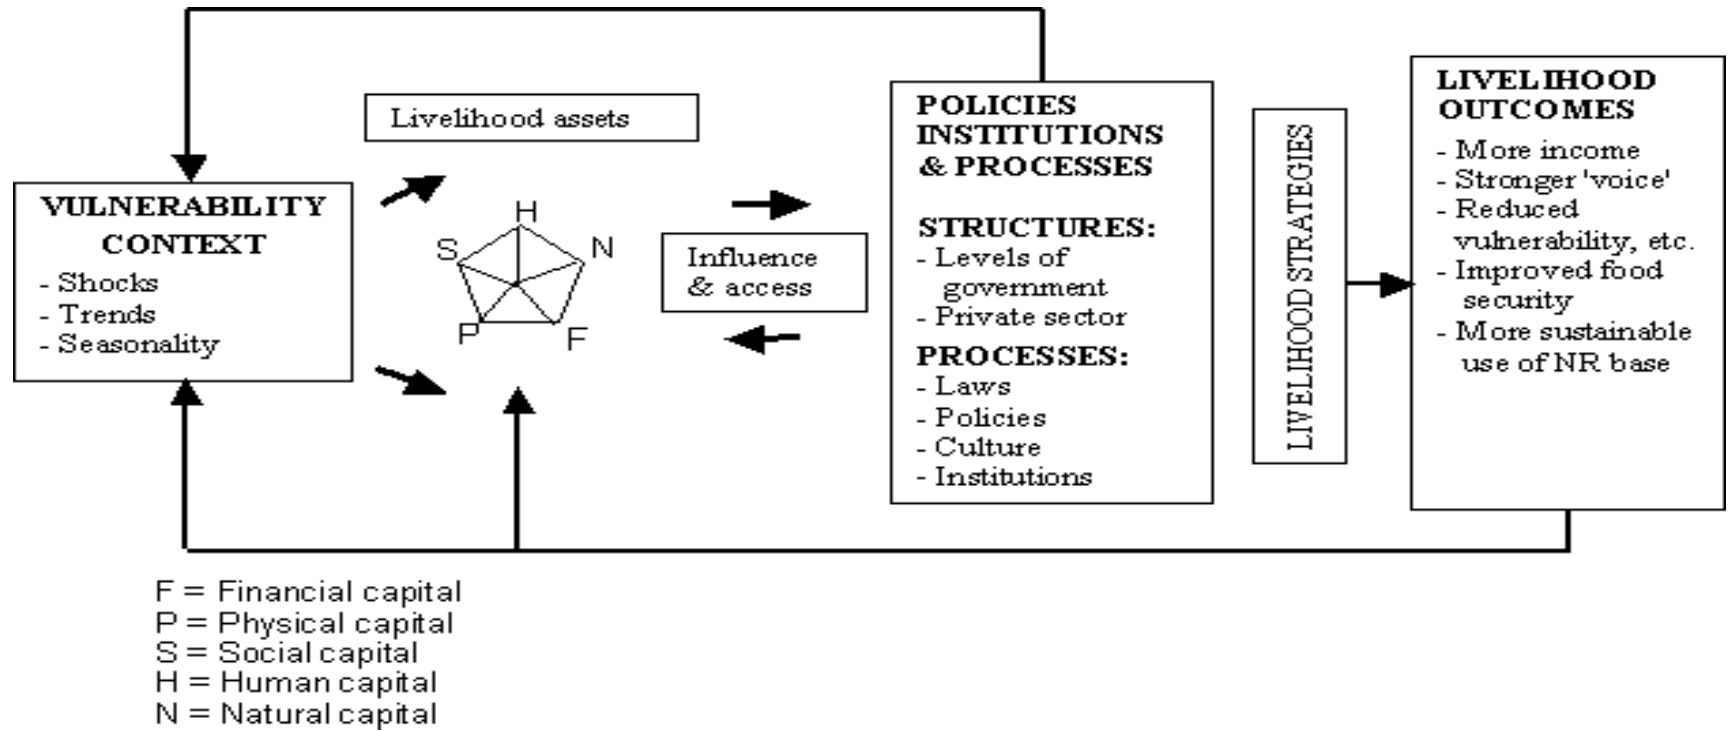 Livelihood assets
VULNERABILITY
CONTEXT
- Shocks
- Trends
- Seasonality
H
S
N
P
F
Influence
& access
POLICIES
INSTITUTIONS
& PROCESSES
STRUCTURES:
- Levels of
government
- Private sector
PROCESSES:
- Laws
- Policies
- Culture
- Institutions
LIVELIHOOD STRATEGIES
LIVELIHOOD
OUTCOMES
- More income
- Stronger 'voice'
- Reduced
vulnerability, etc.
- Improved food
security
- More sustainable
use of NR base
F = Financial capital
P = Physical capital
S = Social capital
H = Human capital
N = Natural capital